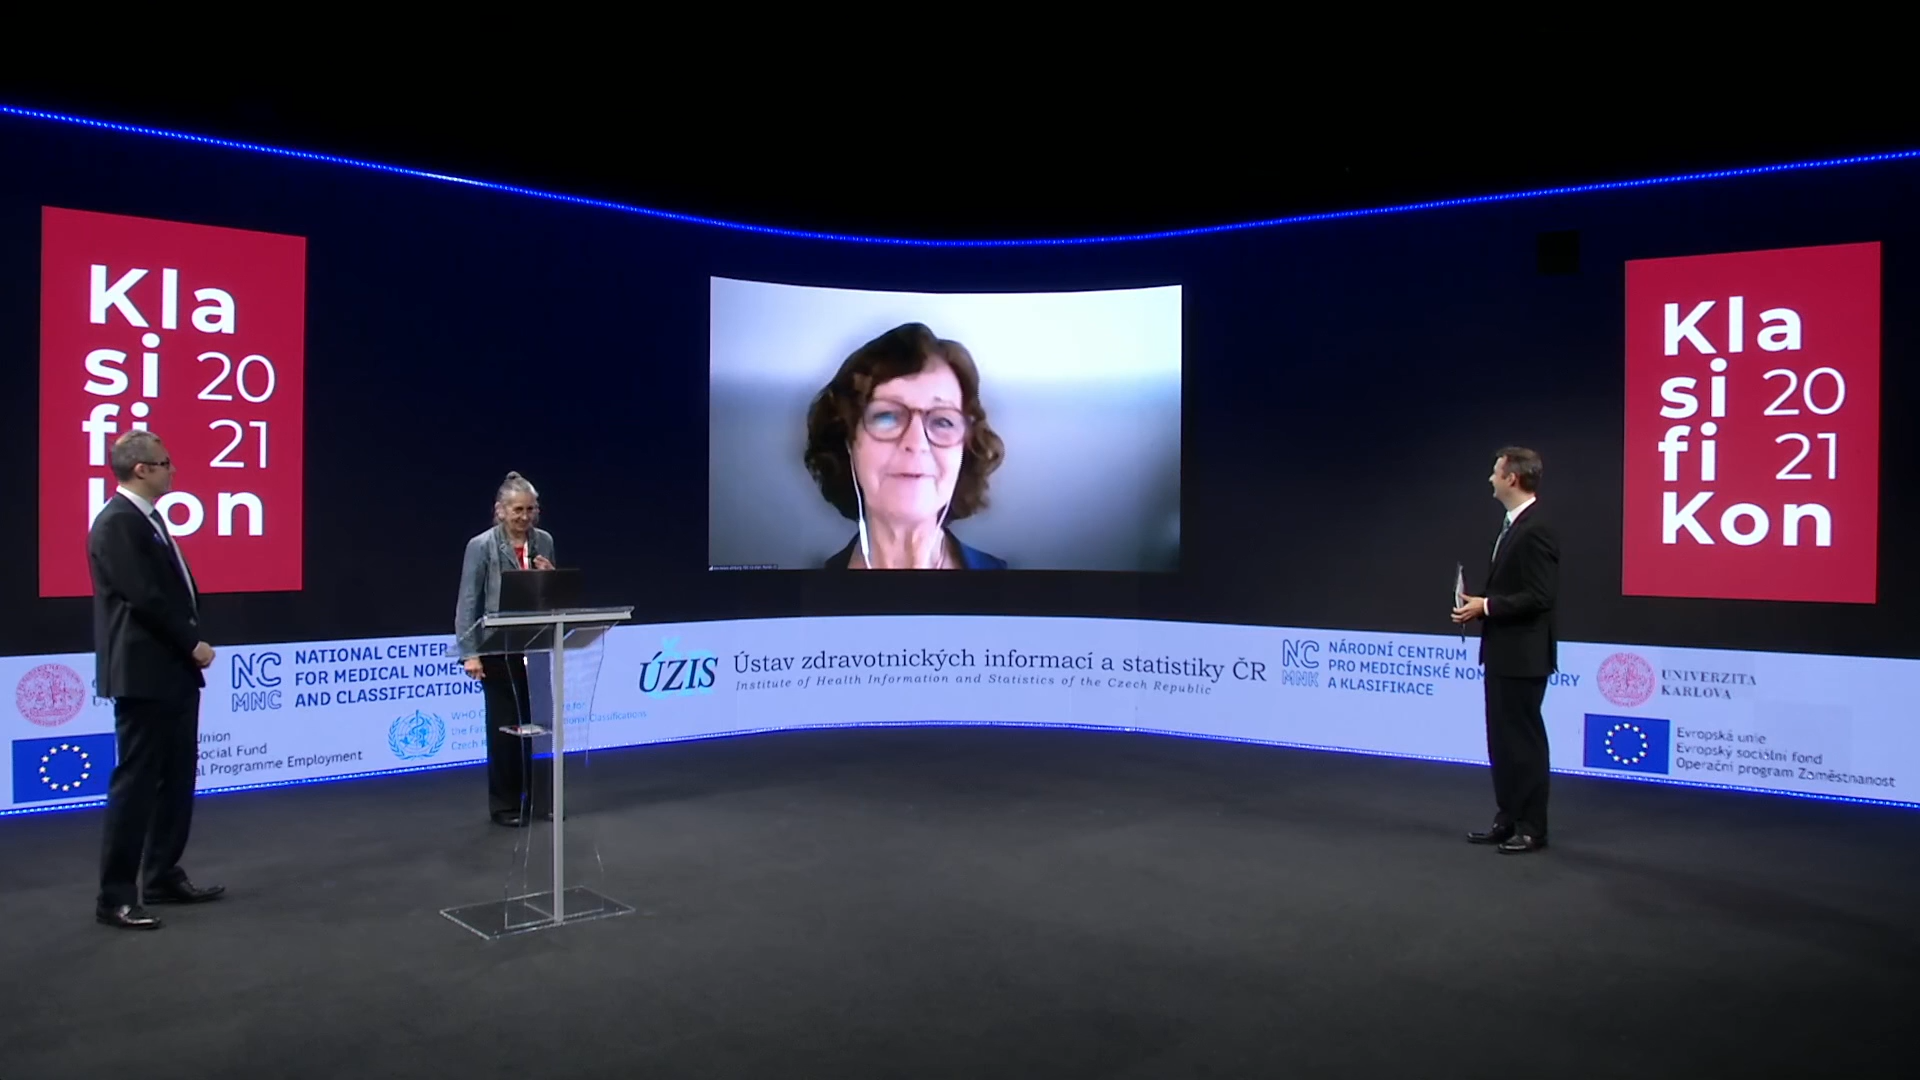 Kla
si 20
fi 21
Kon
Kla
si 20
fi 21
Kon
NC
MNC
NATIONAL CENTER
FOR MEDICAL
AND CLASSIFICATIONS
WHO
Czech
Union
Social Fund
Programme Employment
ÚZIS
Ústav zdravotnických informací a statistiky ČR
Institute of Health Information and Statistics of the Czech Republic
NC
MNK
NÁRODNÍ CENTRUM
PRO MEDICÍNSKÉ
A KLASIFIKACE
UNIVERZITA
KARLOVA
Evropská unie
Evropský sociální fond
Operační program Zaměstnanost